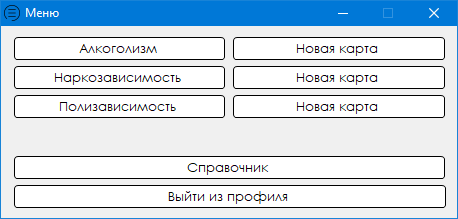 Меню
Алкоголизм Новая карта
Наркозависимость Новая карта
Полизависимость Новая карта
Справочник
Выйти из профиля